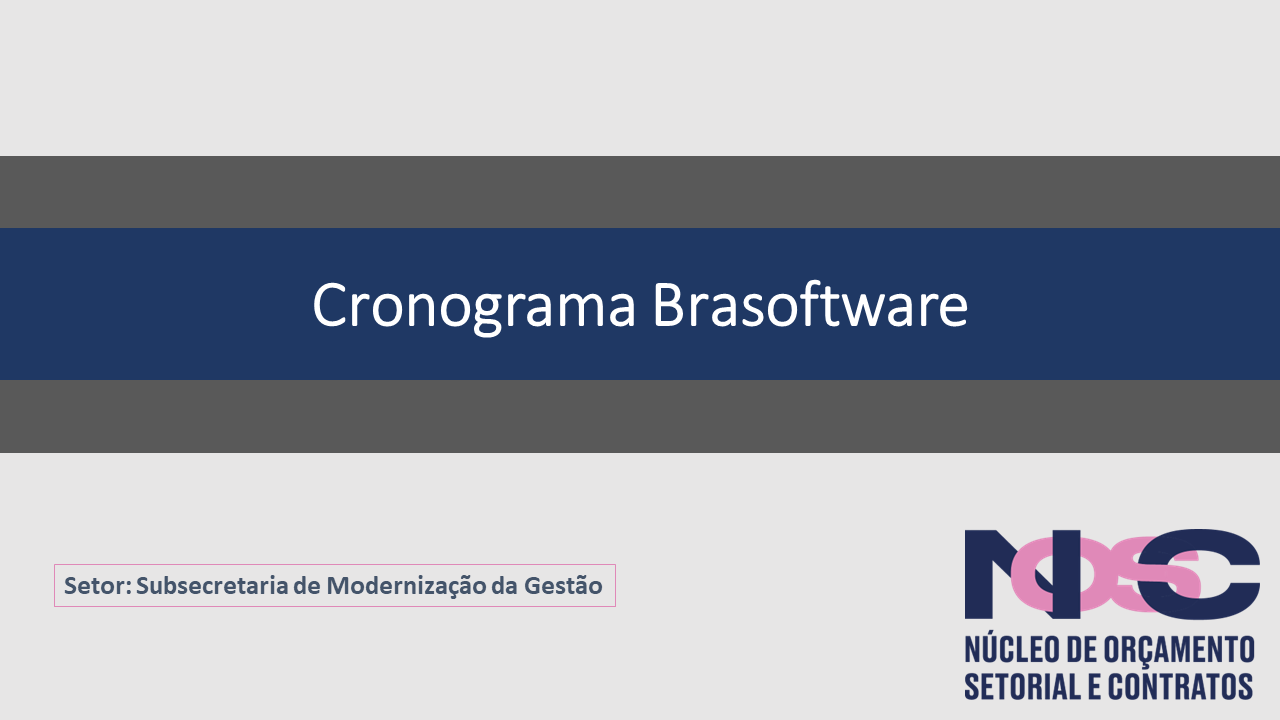 Cronograma Brasoftware
Setor: Subsecretaria de Modernização da Gestão
NOSC
NÚCLEO DE ORÇAMENTO
SETORIAL E CONTRATOS